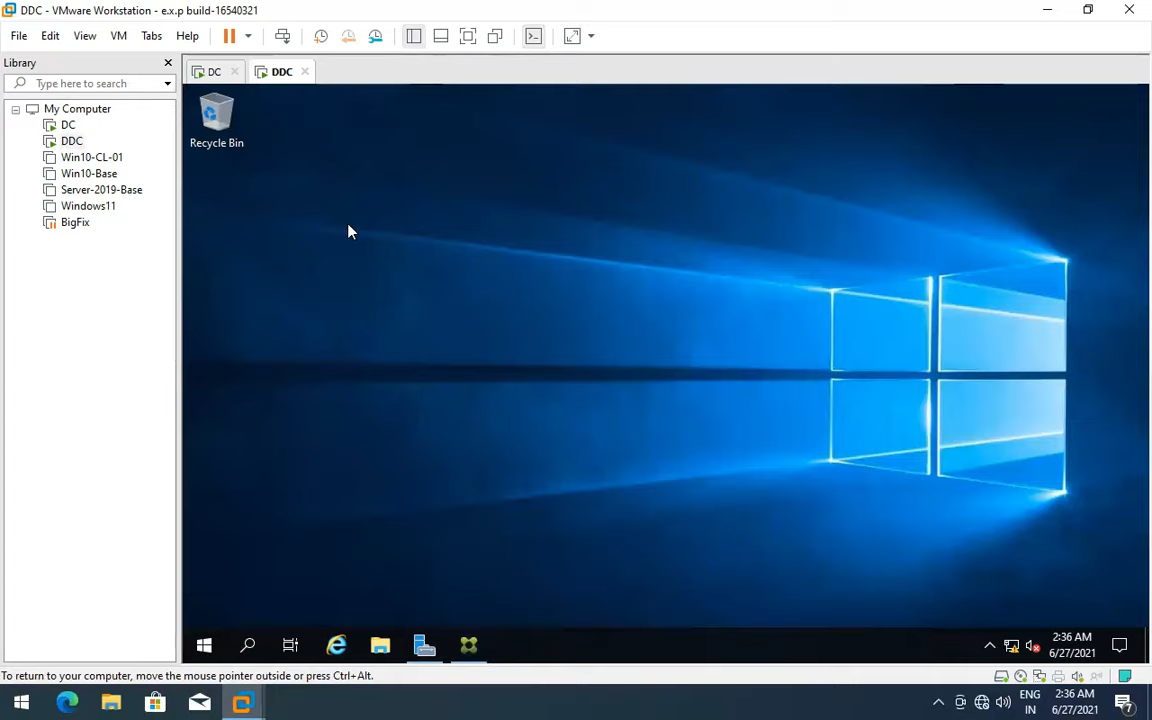 DDC - VMware Workstation - e.x.p build-16540321
File Edit View VM Tabs Help
Library
Type here to search
My Computer
DC
DDC
Win10-CL-01
Win10-Base
Server-2019-Base
Windows11
BigFix
DC
DDC
Recycle Bin
2:36 AM
6/27/2021
To return to your computer, move the mouse pointer outside or press Ctrl+Alt.
ENG
IN
2:36 AM
6/27/2021
7